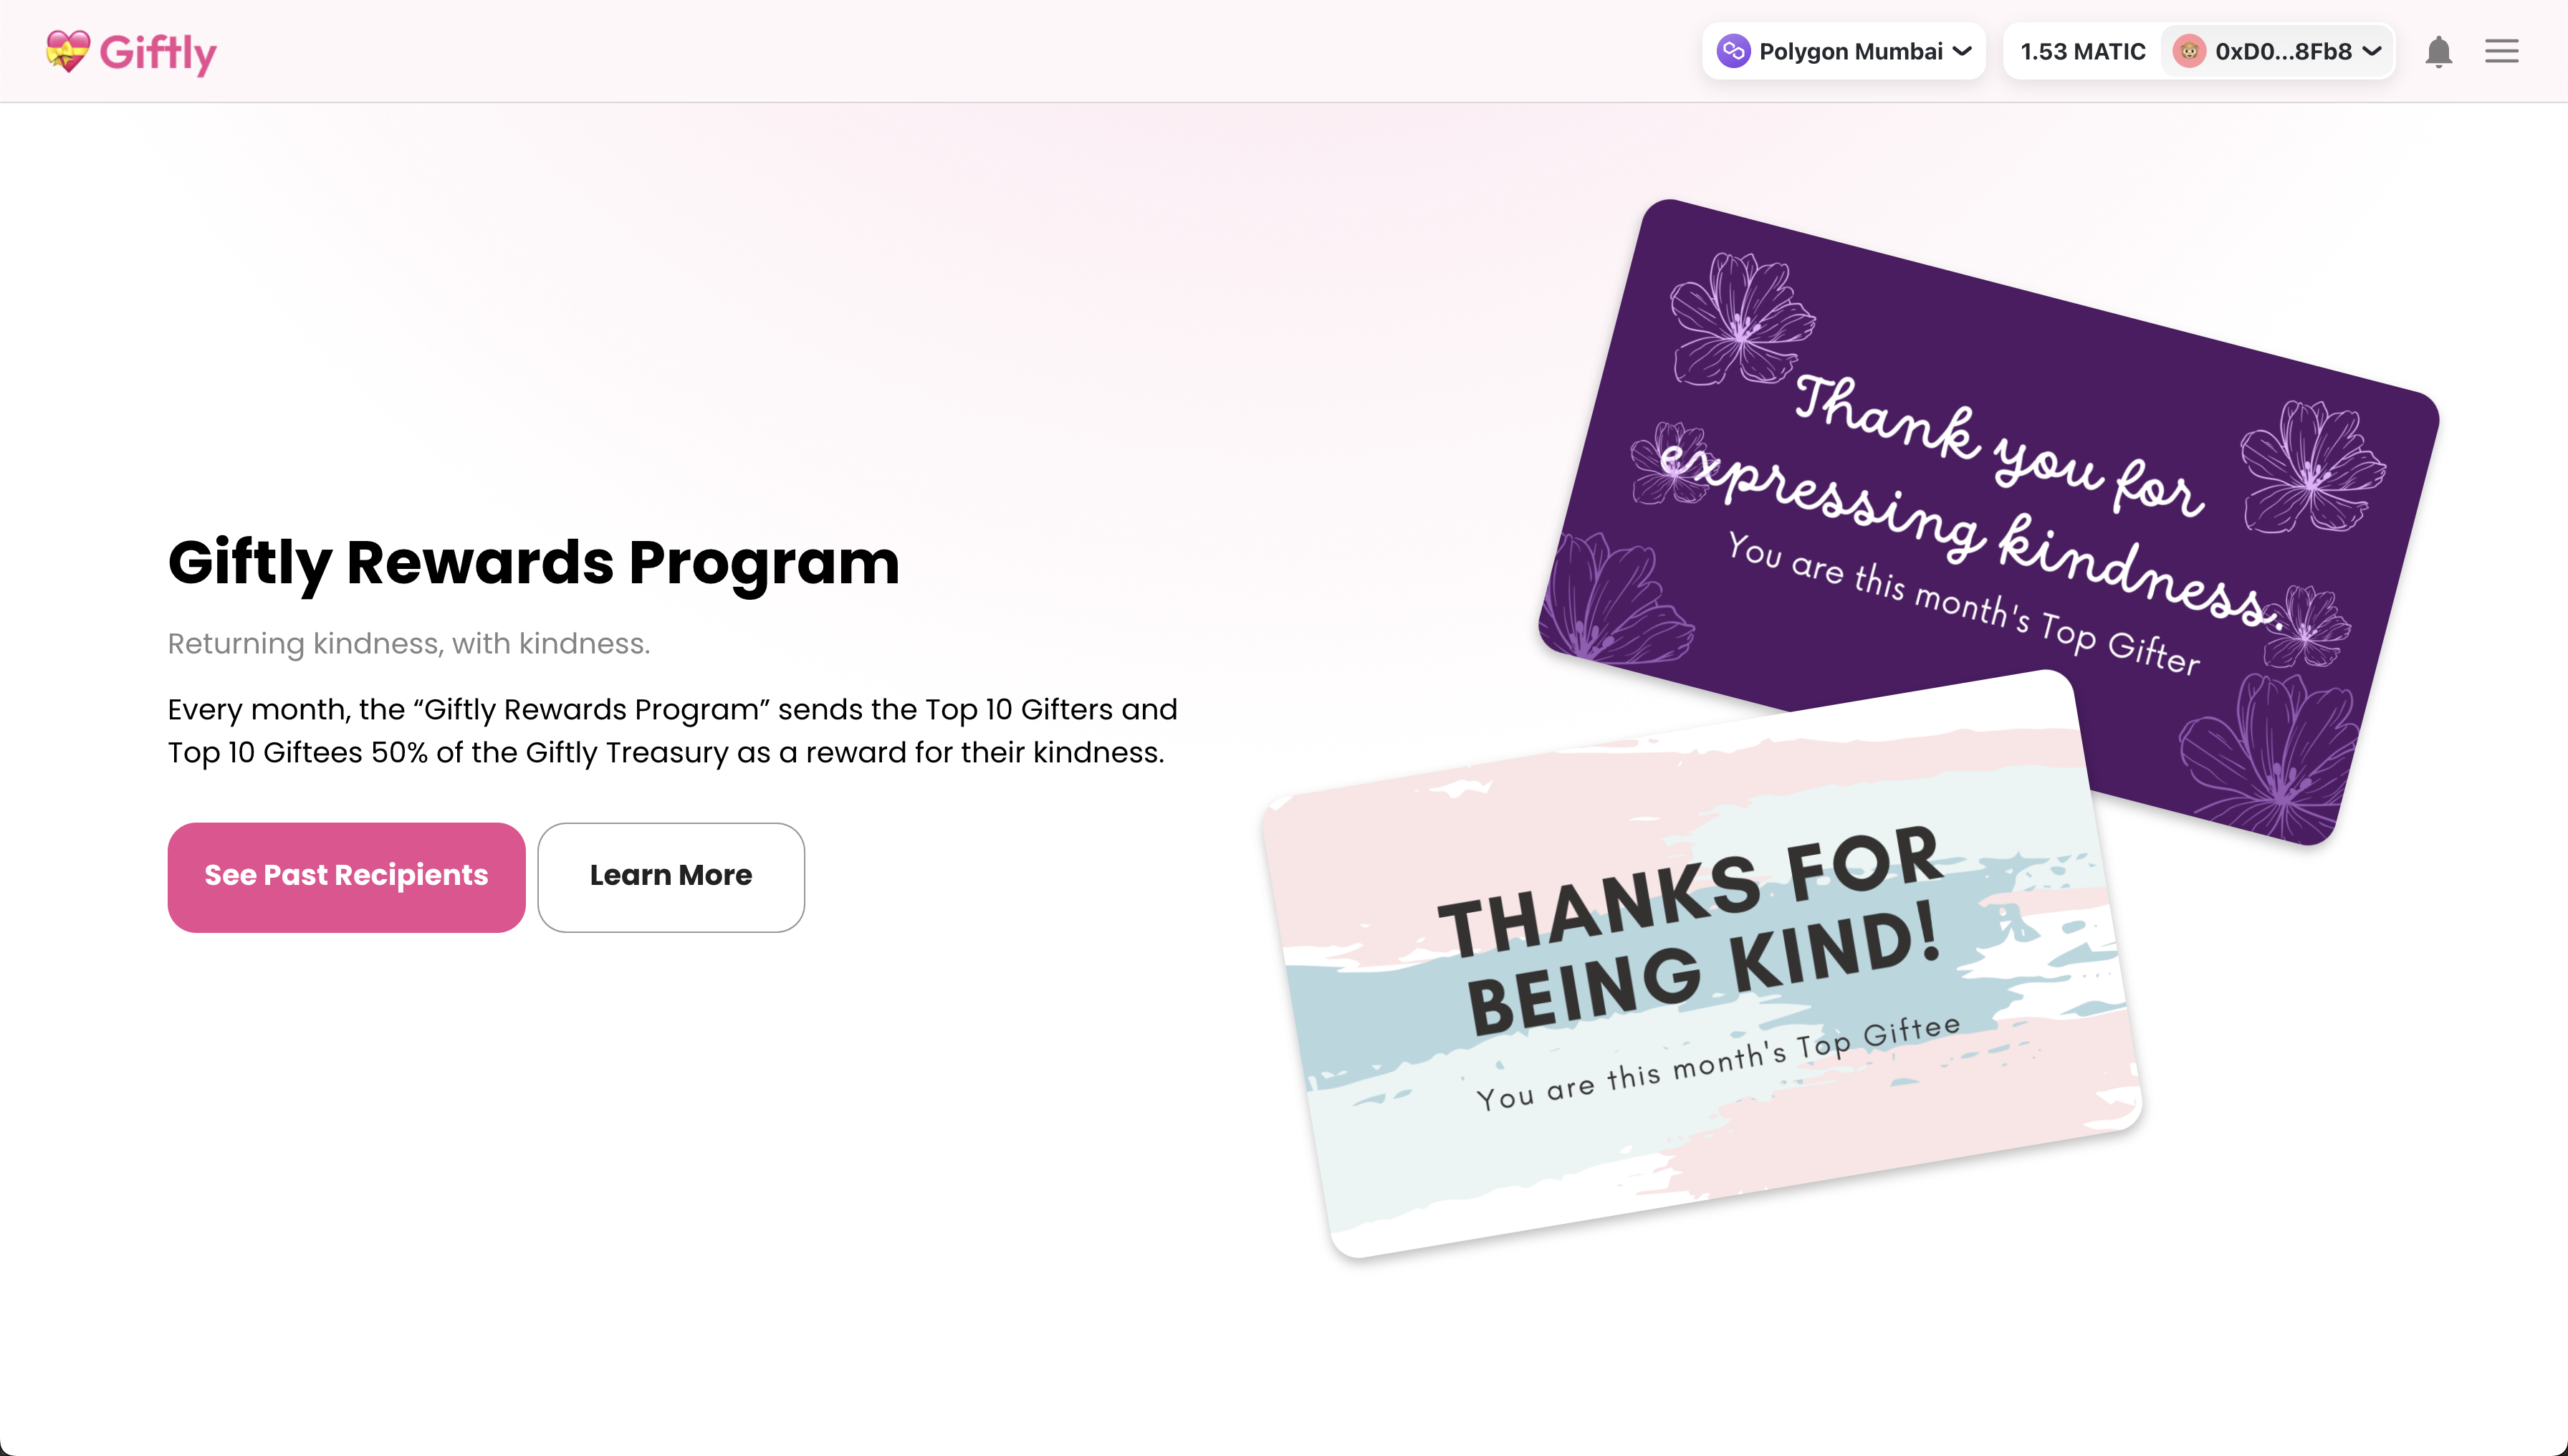 Giftly
Polygon Mumbai
1.53 MATIC
0xD0...8Fb8
Giftly Rewards Program
Returning kindness, with kindness.
Every month, the “Giftly Rewards Program” sends the Top 10 Gifters and
Top 10 Giftees 50% of the Giftly Treasury as a reward for their kindness.
See Past Recipients
Learn More
Thank you for
expressing kindness.
You are this month's Top Gifter
THANKS FOR
BEING KIND!
You are this month's Top Giftee